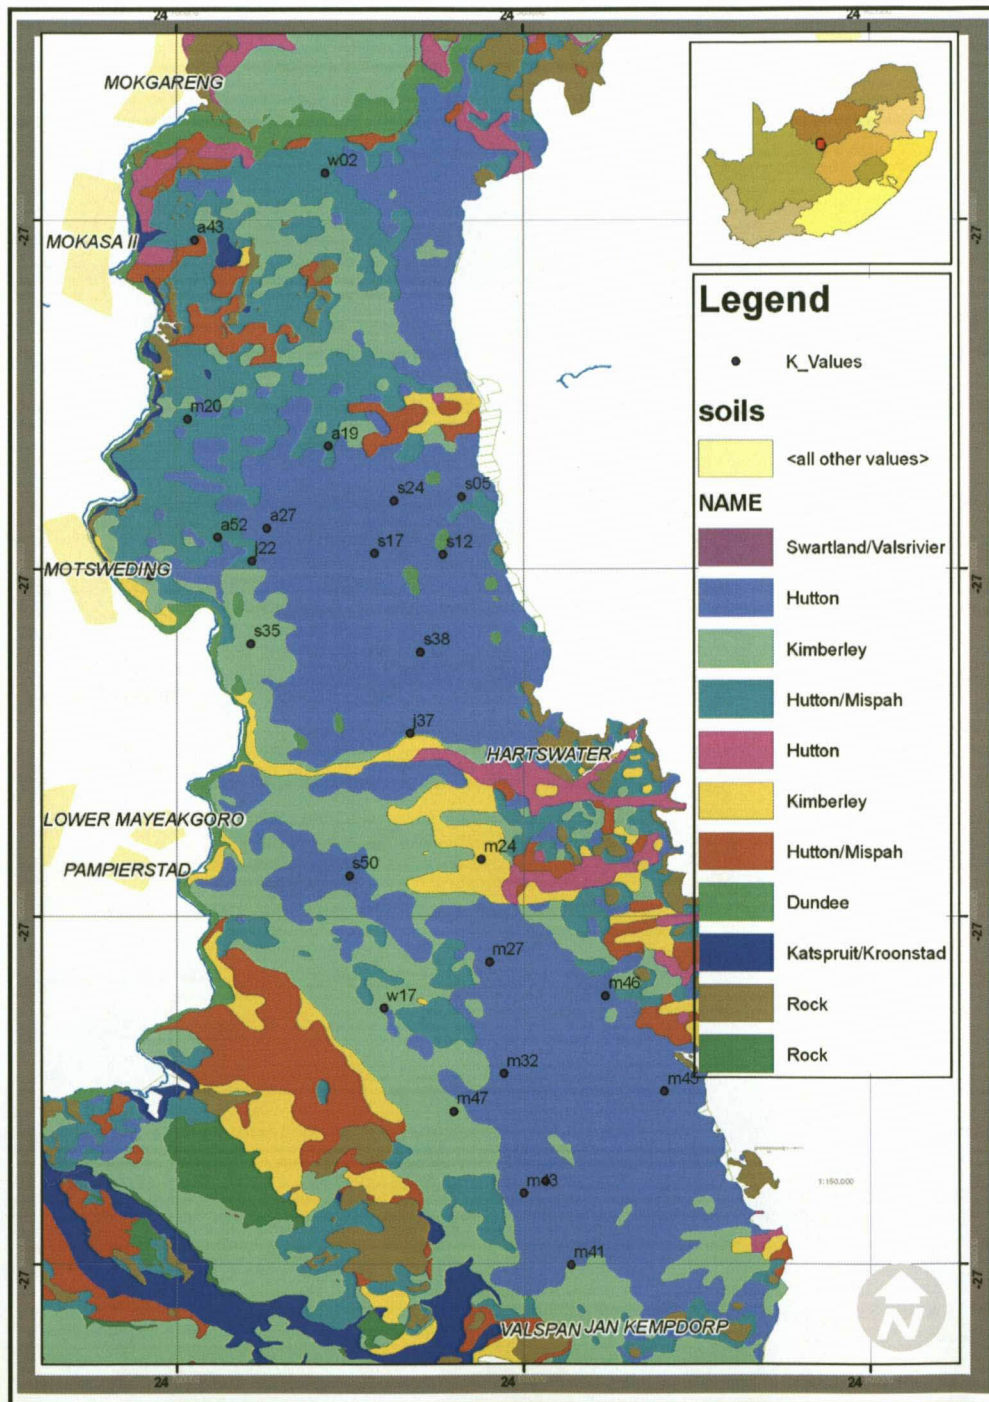 24
24
24
MOKGARENG
w02
-27
-27
a43
MOKASA II
Legend
K_Values
soils
<all other values>
NAME
Swartland/Valsrivier
Hutton
Kimberley
Hutton/Mispah
Hutton
Kimberley
Hutton/Mispah
Dundee
Katspruit/Kroonstad
Rock
Rock
m20
a19
s24
s05
a27
a52
s17
s12
j22
-27
-27
MOTSWEDING
s35
s38
j37
HARTSWATER
LOWER MAYEAKGORO
m24
PAMPIERSTAD
s50
-27
-27
m27
m46
w17
m32
m45
m47
1:150,000
m43
m41
-27
-27
N
VALSPAN
JAN KEMPDORP
24
24
24